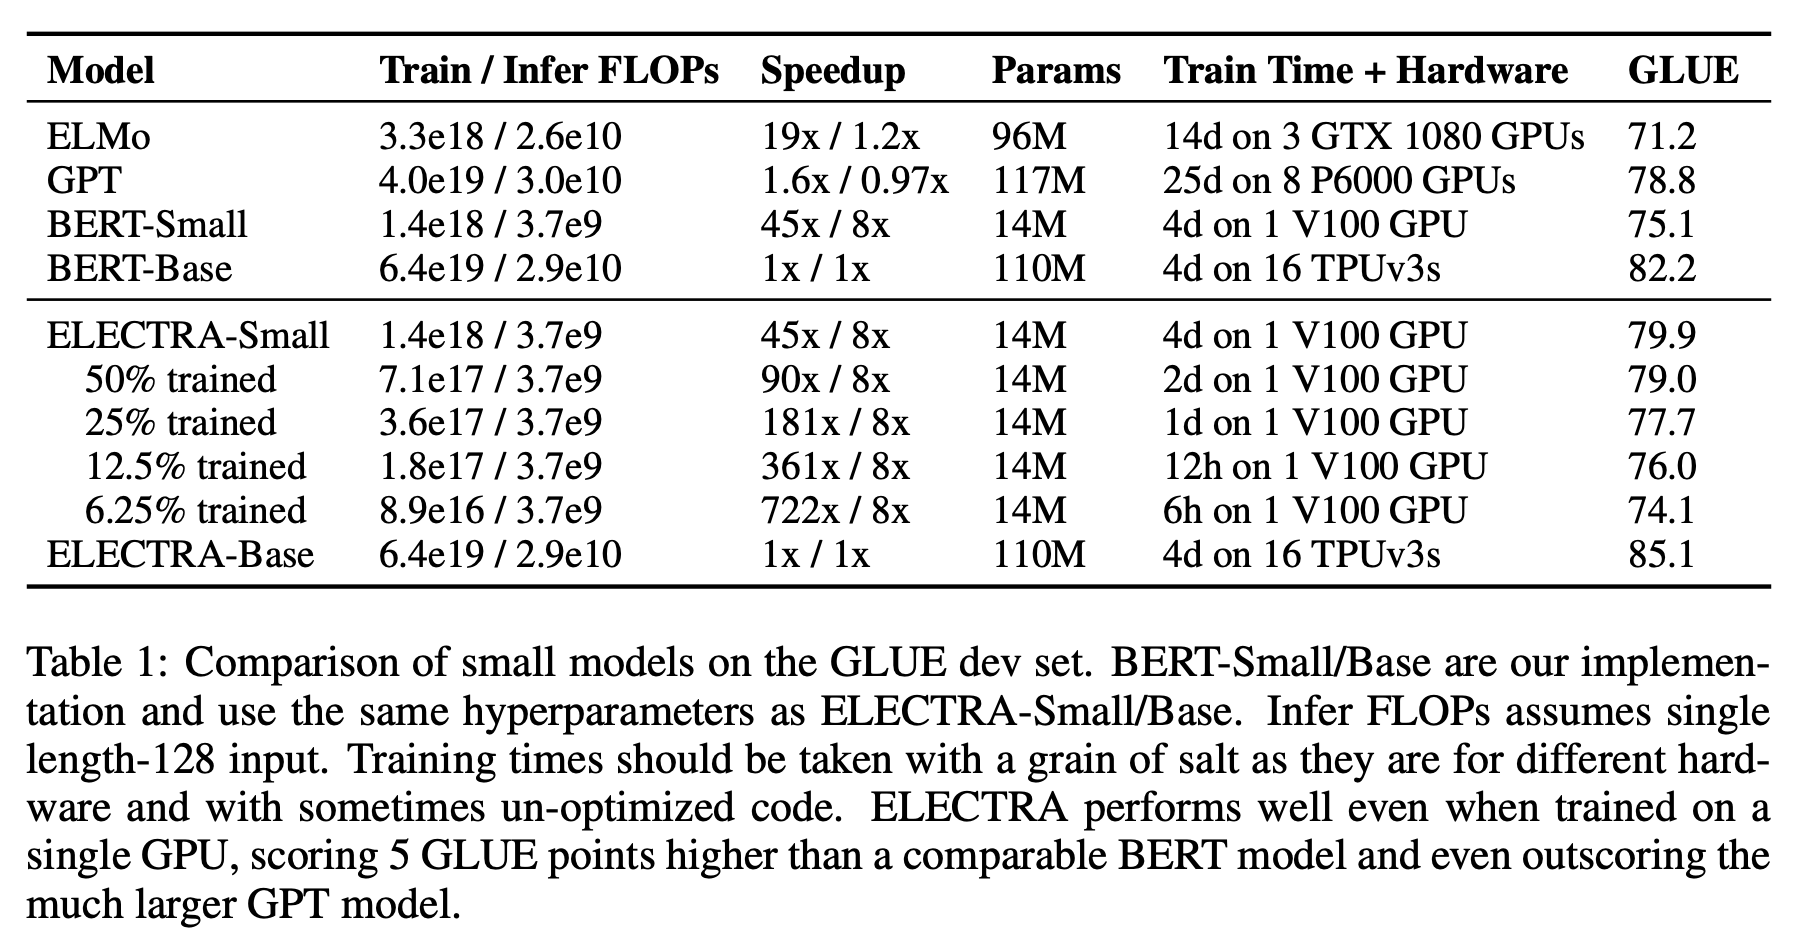 Model Train / Infer FLOPs Speedup Params Train Time + Hardware GLUE
ELMo 3.3e18 / 2.6e10 19x / 1.2x 96M 14d on 3 GTX 1080 GPUs 71.2
GPT 4.0e19 / 3.0e10 1.6x / 0.97x 117M 25d on 8 P6000 GPUs 78.8
BERT-Small 1.4e18 / 3.7e9 45x / 8x 14M 4d on 1 V100 GPU 75.1
BERT-Base 6.4e19 / 2.9e10 1x / 1x 110M 4d on 16 TPUv3s 82.2
ELECTRA-Small 1.4e18 / 3.7e9 45x / 8x 14M 4d on 1 V100 GPU 79.9
50% trained 7.1e17 / 3.7e9 90x / 8x 14M 2d on 1 V100 GPU 79.0
25% trained 3.6e17 / 3.7e9 181x / 8x 14M 1d on 1 V100 GPU 77.7
12.5% trained 1.8e17 / 3.7e9 361x / 8x 14M 12h on 1 V100 GPU 76.0
6.25% trained 8.9e16 / 3.7e9 722x / 8x 14M 6h on 1 V100 GPU 74.1
ELECTRA-Base 6.4e19 / 2.9e10 1x / 1x 110M 4d on 16 TPUv3s 85.1
Table 1: Comparison of small models on the GLUE dev set. BERT-Small/Base are our implemen-
tation and use the same hyperparameters as ELECTRA-Small/Base. Infer FLOPs assumes single
length-128 input. Training times should be taken with a grain of salt as they are for different hard-
ware and with sometimes un-optimized code. ELECTRA performs well even when trained on a
single GPU, scoring 5 GLUE points higher than a comparable BERT model and even outscoring the
much larger GPT model.